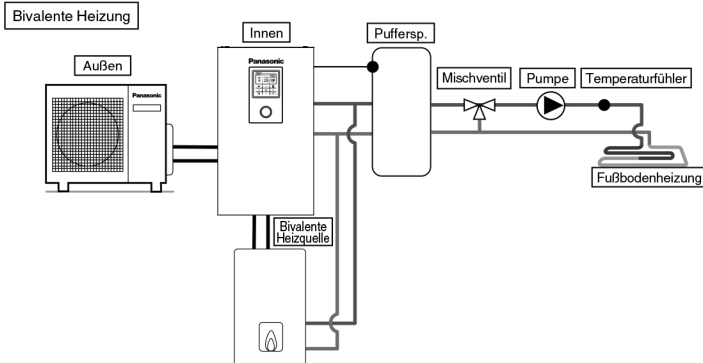 Bivalente Heizung
Innen
Puffersp.
Außen
Panasonic
Mischventil
Pumpe
Temperaturfühler
Panasonic
Fußbodenheizung
Bivalente
Heizquelle